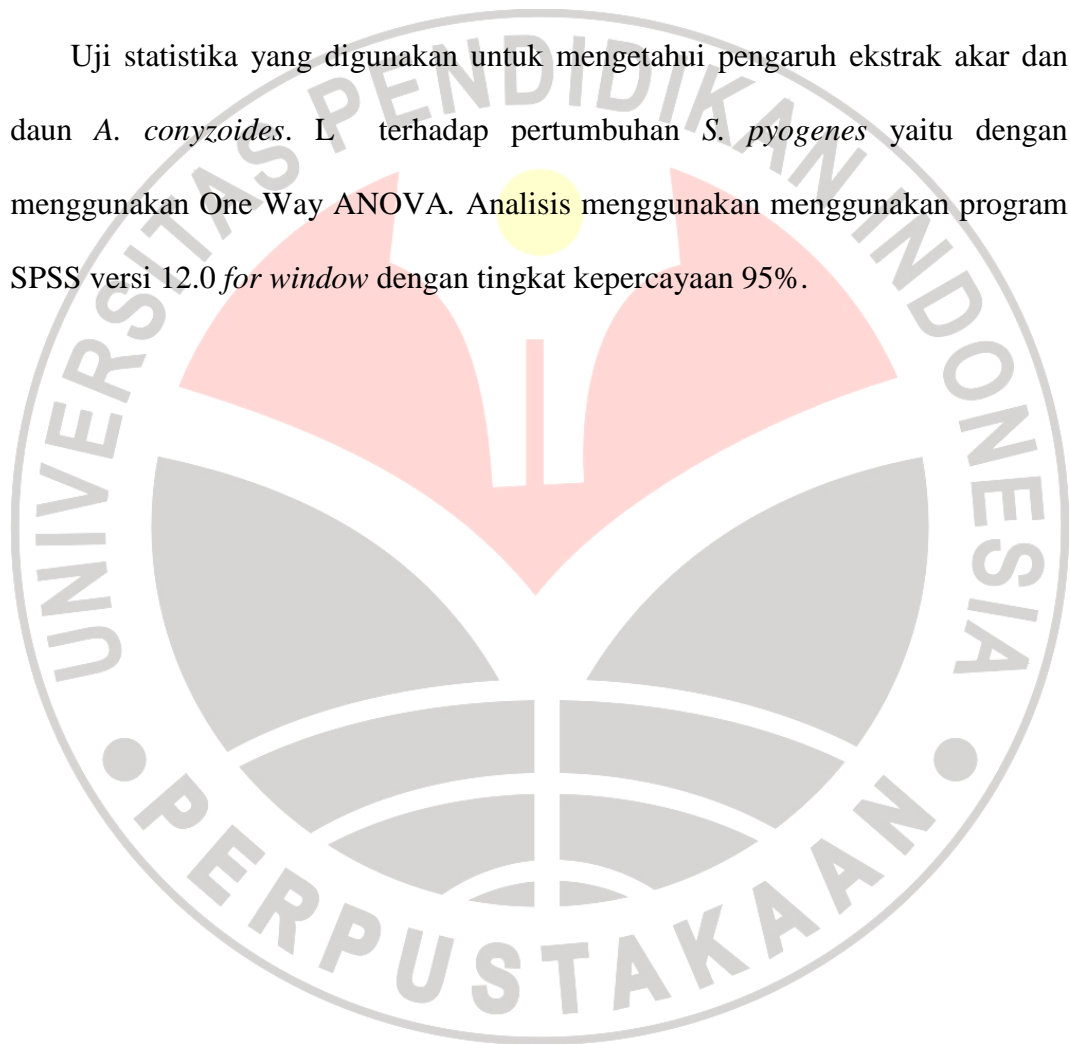 Uji statistika yang digunakan untuk mengetahui pengaruh ekstrak akar dan
daun A. conyzoides. L terhadap pertumbuhan S. pyogenes yaitu dengan
menggunakan One Way ANOVA. Analisis menggunakan menggunakan program
SPSS versi 12.0 for window dengan tingkat kepercayaan 95%.
UNIVERSITAS PENDIDIKAN INDONESIA
PERPUSTAKAAN